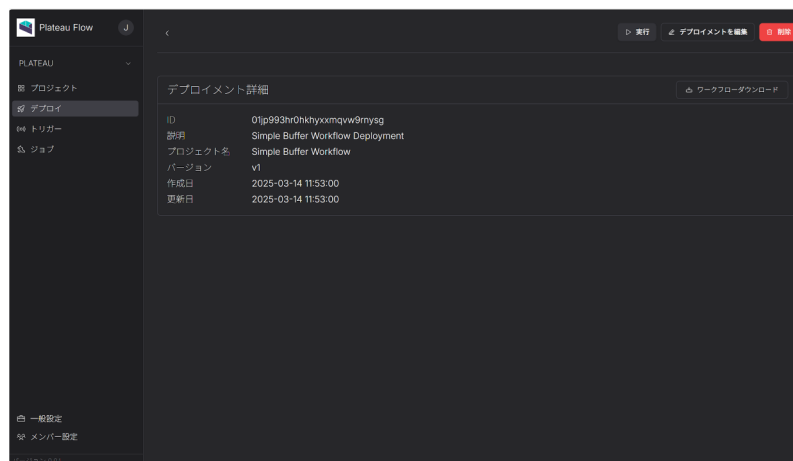 Plateau Flow
J
PLATEAU
プロジェクト
デプロイ
トリガー
ジョブ
一般設定
メンバー設定
実行
デプロイメントを編集
削除
デプロイメント詳細
ワークフローダウンロード
ID 01jp993hr0hkhyxxmqvw9rnysg
説明 Simple Buffer Workflow Deployment
プロジェクト名 Simple Buffer Workflow
バージョン v1
作成日 2025-03-14 11:53:00
更新日 2025-03-14 11:53:00